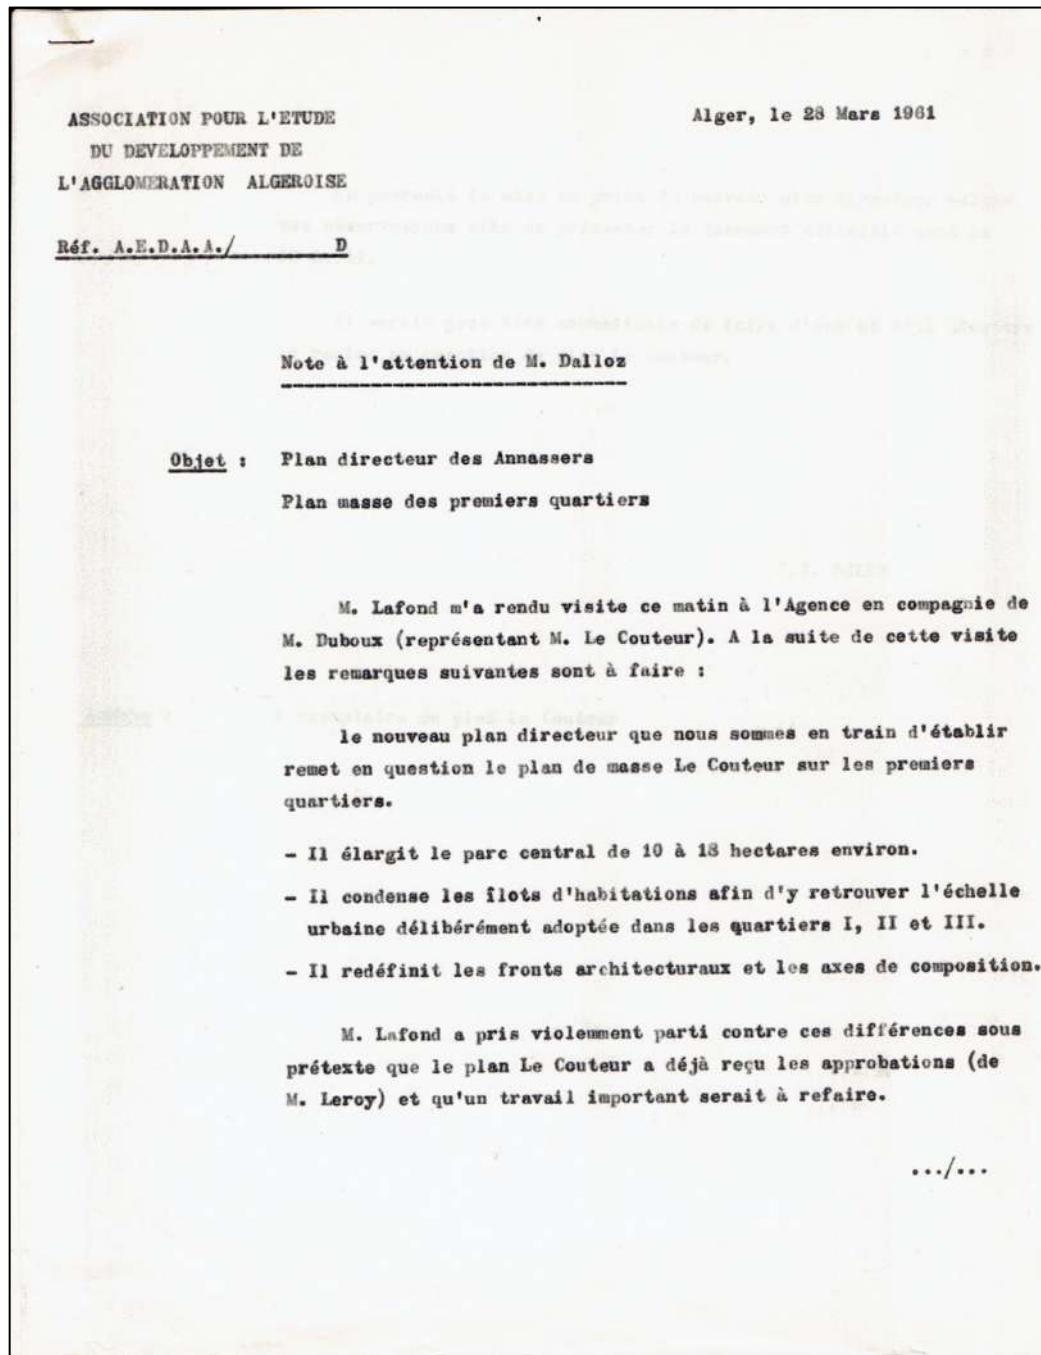 ASSOCIATION POUR L'ETUDE
DU DEVELOPPEMENT DE
L'AGGLOMERATION ALGEROISE
Alger, le 28 Mars 1961
Réf. A.E.D.A.A./ D
Note à l'attention de M. Dalloz
Objet : Plan directeur des Annassers
Plan masse des premiers quartiers
M. Lafond m'a rendu visite ce matin à l'Agence en compagnie de
M. Duboux (représentant M. Le Couteur). A la suite de cette visite
les remarques suivantes sont à faire :
le nouveau plan directeur que nous sommes en train d'établir
remet en question le plan de masse Le Couteur sur les premiers
quartiers.
- Il élargit le parc central de 10 à 18 hectares environ.
- Il condense les îlots d'habitations afin d'y retrouver l'échelle
urbaine délibérément adoptée dans les quartiers I, II et III.
- Il redéfinit les fronts architecturaux et les axes de composition.
M. Lafond a pris violemment parti contre ces différences sous
prétexte que le plan Le Couteur a déjà reçu les approbations (de
M. Leroy) et qu'un travail important serait à refaire.
.../...